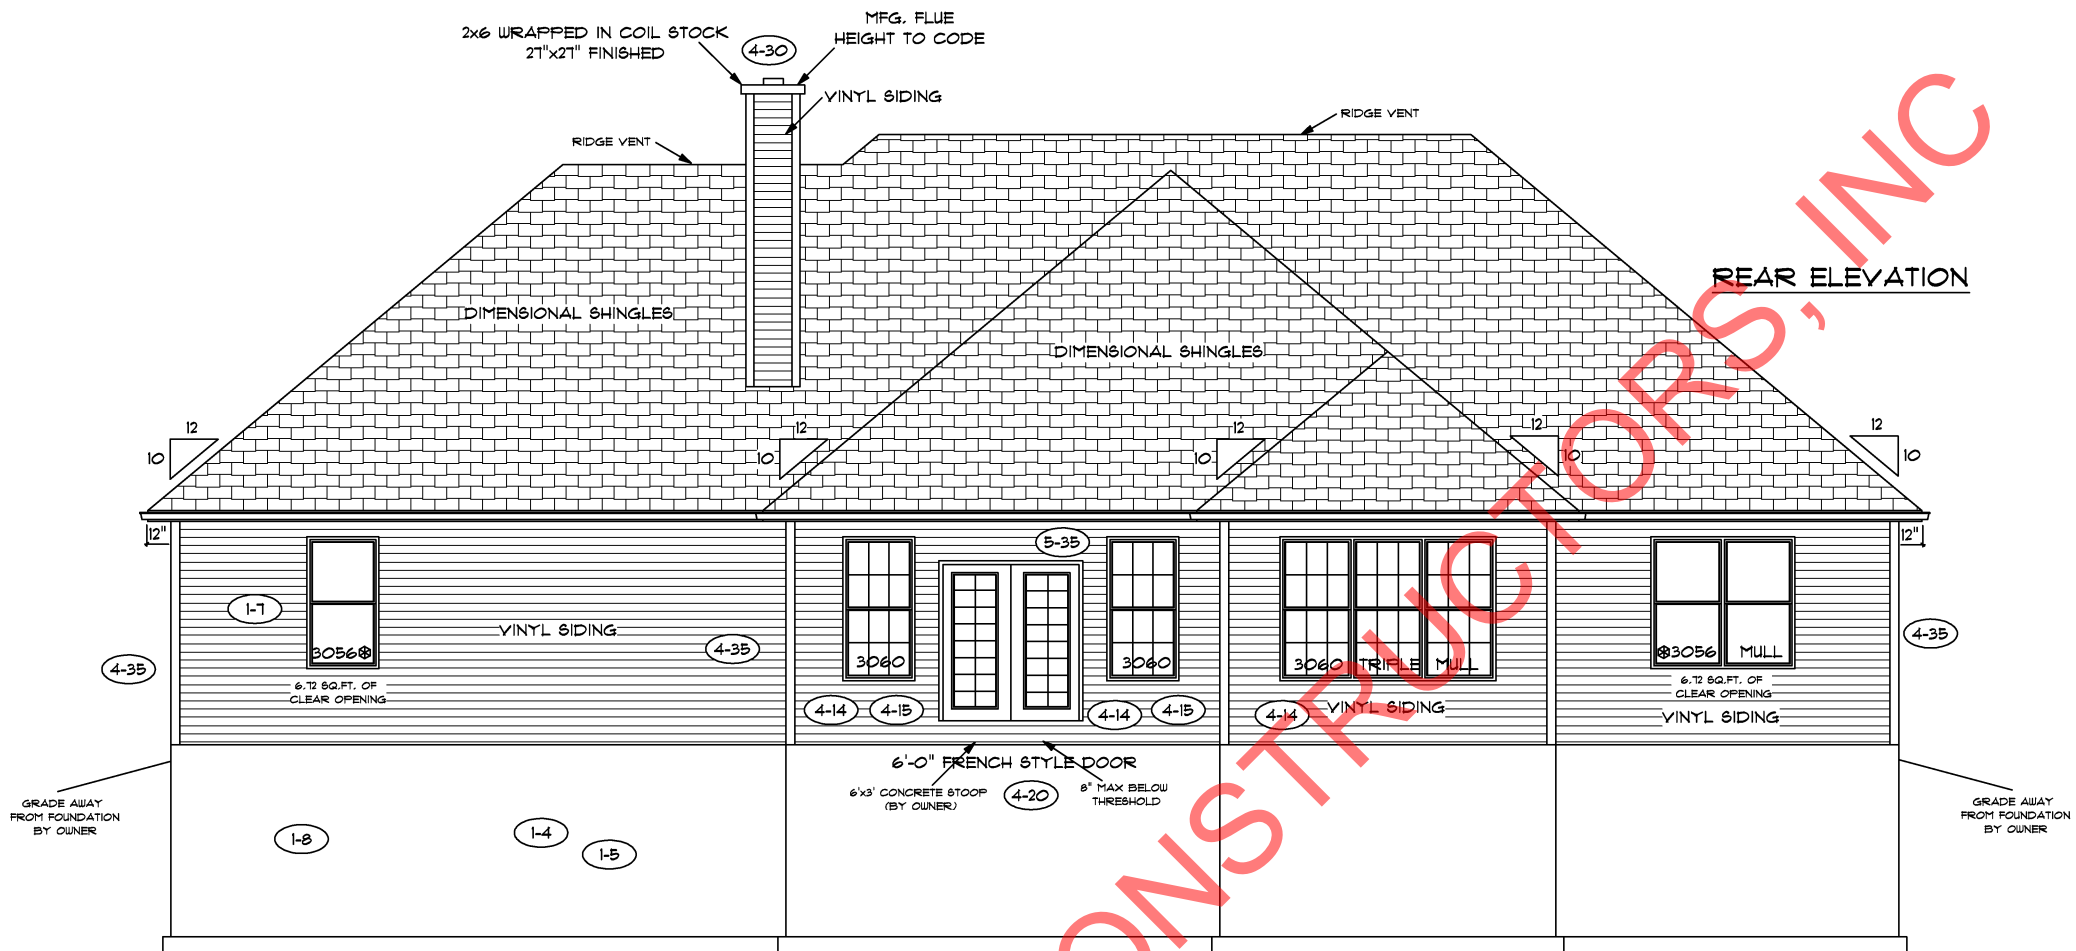 2x6 WRAPPED IN COIL STOCK
27"x27" FINISHED
4-30
MFG. FLUE
HEIGHT TO CODE
VINYL SIDING
RIDGE VENT
RIDGE VENT
REAR ELEVATION
DIMENSIONAL SHINGLES
DIMENSIONAL SHINGLES
12
10
12
10
12
10
12
10
12
10
12"
12"
5-35
1-7
VINYL SIDING
4-35
4-35
4-35
3056
6.72 SQ.FT. OF
CLEAR OPENING
3060
3060
3060 TRIPLE MULL
3056 MULL
6.72 SQ.FT. OF
CLEAR OPENING
4-14
4-15
4-14
4-15
4-14
VINYL SIDING
VINYL SIDING
6'-0" FRENCH STYLE DOOR
6'x3' CONCRETE STOOP
(BY OWNER)
4-20
8" MAX BELOW
THRESHOLD
GRADE AWAY
FROM FOUNDATION
BY OWNER
GRADE AWAY
FROM FOUNDATION
BY OWNER
1-8
1-4
1-5
ONSTRUCTORS, INC